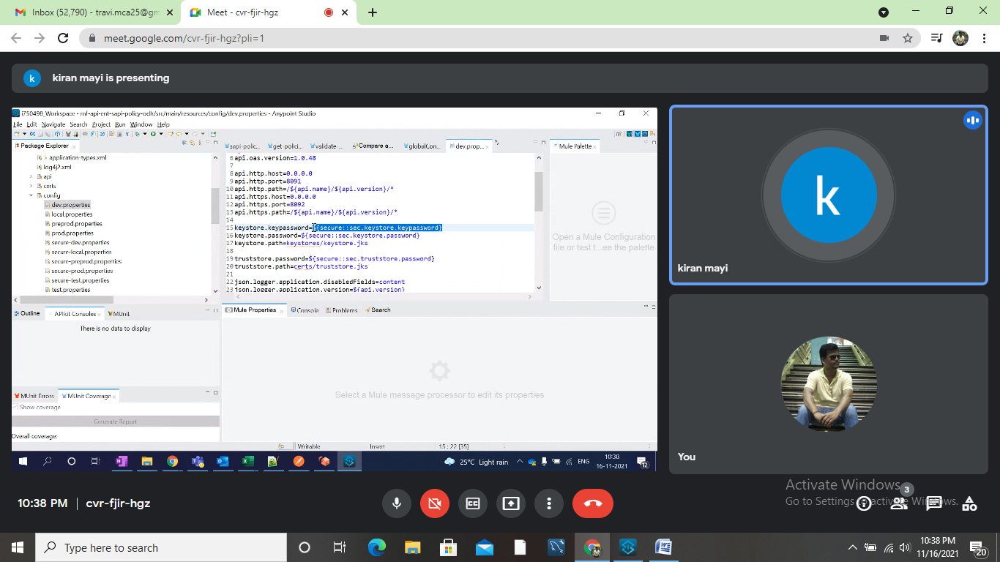 Inbox (52,790) - travi.mca25@gm
Meet - cvr-fjir-hgz
meet.google.com/cvr-fjir-hgz?pli=1
k
kiran mayi is presenting
i750498_Workspace - mf-api-ent-sapi-policy-odh/src/main/resources/config/dev.properties - Anypoint Studio
File Edit Navigate Search Project Run Window Help
Package Explorer
application-types.xml
log4j2.xml
api
certs
config
dev.properties
local.properties
preprod.properties
prod.properties
secure-dev.properties
secure-local.properties
secure-preprod.properties
secure-prod.properties
secure-test.properties
test.properties
sapi-polic...
get-polici...
validate-...
Compare a...
globalCon...
dev.prop...
6 api.oas.version=1.0.48
7
8 api.http.host=0.0.0.0
9 api.http.port=8091
10 api.http.path=/${api.name}/${api.version}/*
11 api.https.host=0.0.0.0
12 api.https.port=8092
13 api.https.path=/${api.name}/${api.version}/*
14
15 keystore.keypassword=${secure::sec.keystore.keypassword}
16 keystore.password=${secure::sec.keystore.password}
17 keystore.path=keystores/keystore.jks
18
19 truststore.password=${secure::sec.truststore.password}
20 truststore.path=certs/truststore.jks
21
22 json.logger.application.disabledFields=content
23 json.logger.application.version=${api.version}
Mule Palette
Open a Mule Configuration
file or test t...ee the palette
Outline
APIkit Consoles
MUnit
There is no data to display
MUnit Errors
MUnit Coverage
Show coverage
Generate Report
Overall coverage:
Mule Properties
Console
Problems
Search
Select a Mule message processor to edit its properties
Writable
Insert
15 : 22 [35]
25°C Light rain
ENG
10:38
16-11-2021
12
k
kiran mayi
You
Activate Windows
Go to Settings to activate Windows.
10:38 PM | cvr-fjir-hgz
3
Type here to search
10:38 PM
11/16/2021
20